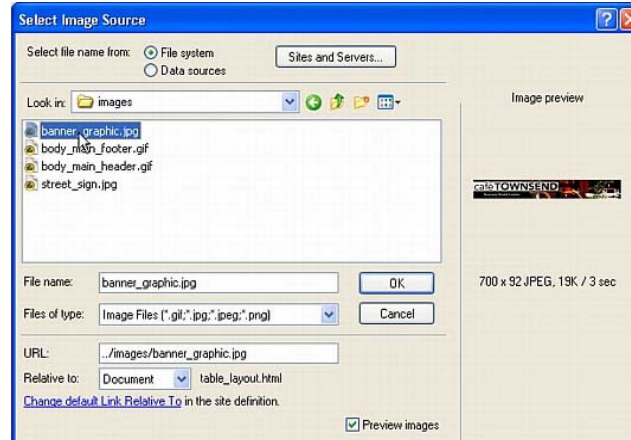 Select Image Source
Select file name from: File system Sites and Servers...
Data sources
Look in: images
Image preview
banner_graphic.jpg
body_main_footer.gif
body_main_header.gif
street_sign.jpg
cafeTOWNSEND
File name: banner_graphic.jpg OK
700 x 92 JPEG, 19K / 3 sec
Files of type: Image Files (*.gif;*.jpg;*.jpeg;*.png) Cancel
URL: ../images/banner_graphic.jpg
Relative to: Document table_layout.html
Change default Link Relative To in the site definition.
Preview images